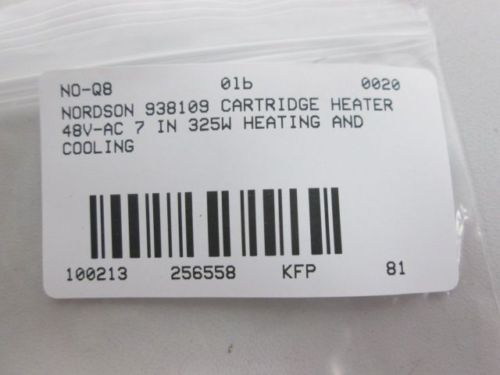 NO-Q8 01b 0020
NORDSON 938109 CARTRIDGE HEATER
48V-AC 7 IN 325W HEATING AND
COOLING
100213 256558 KFP 81